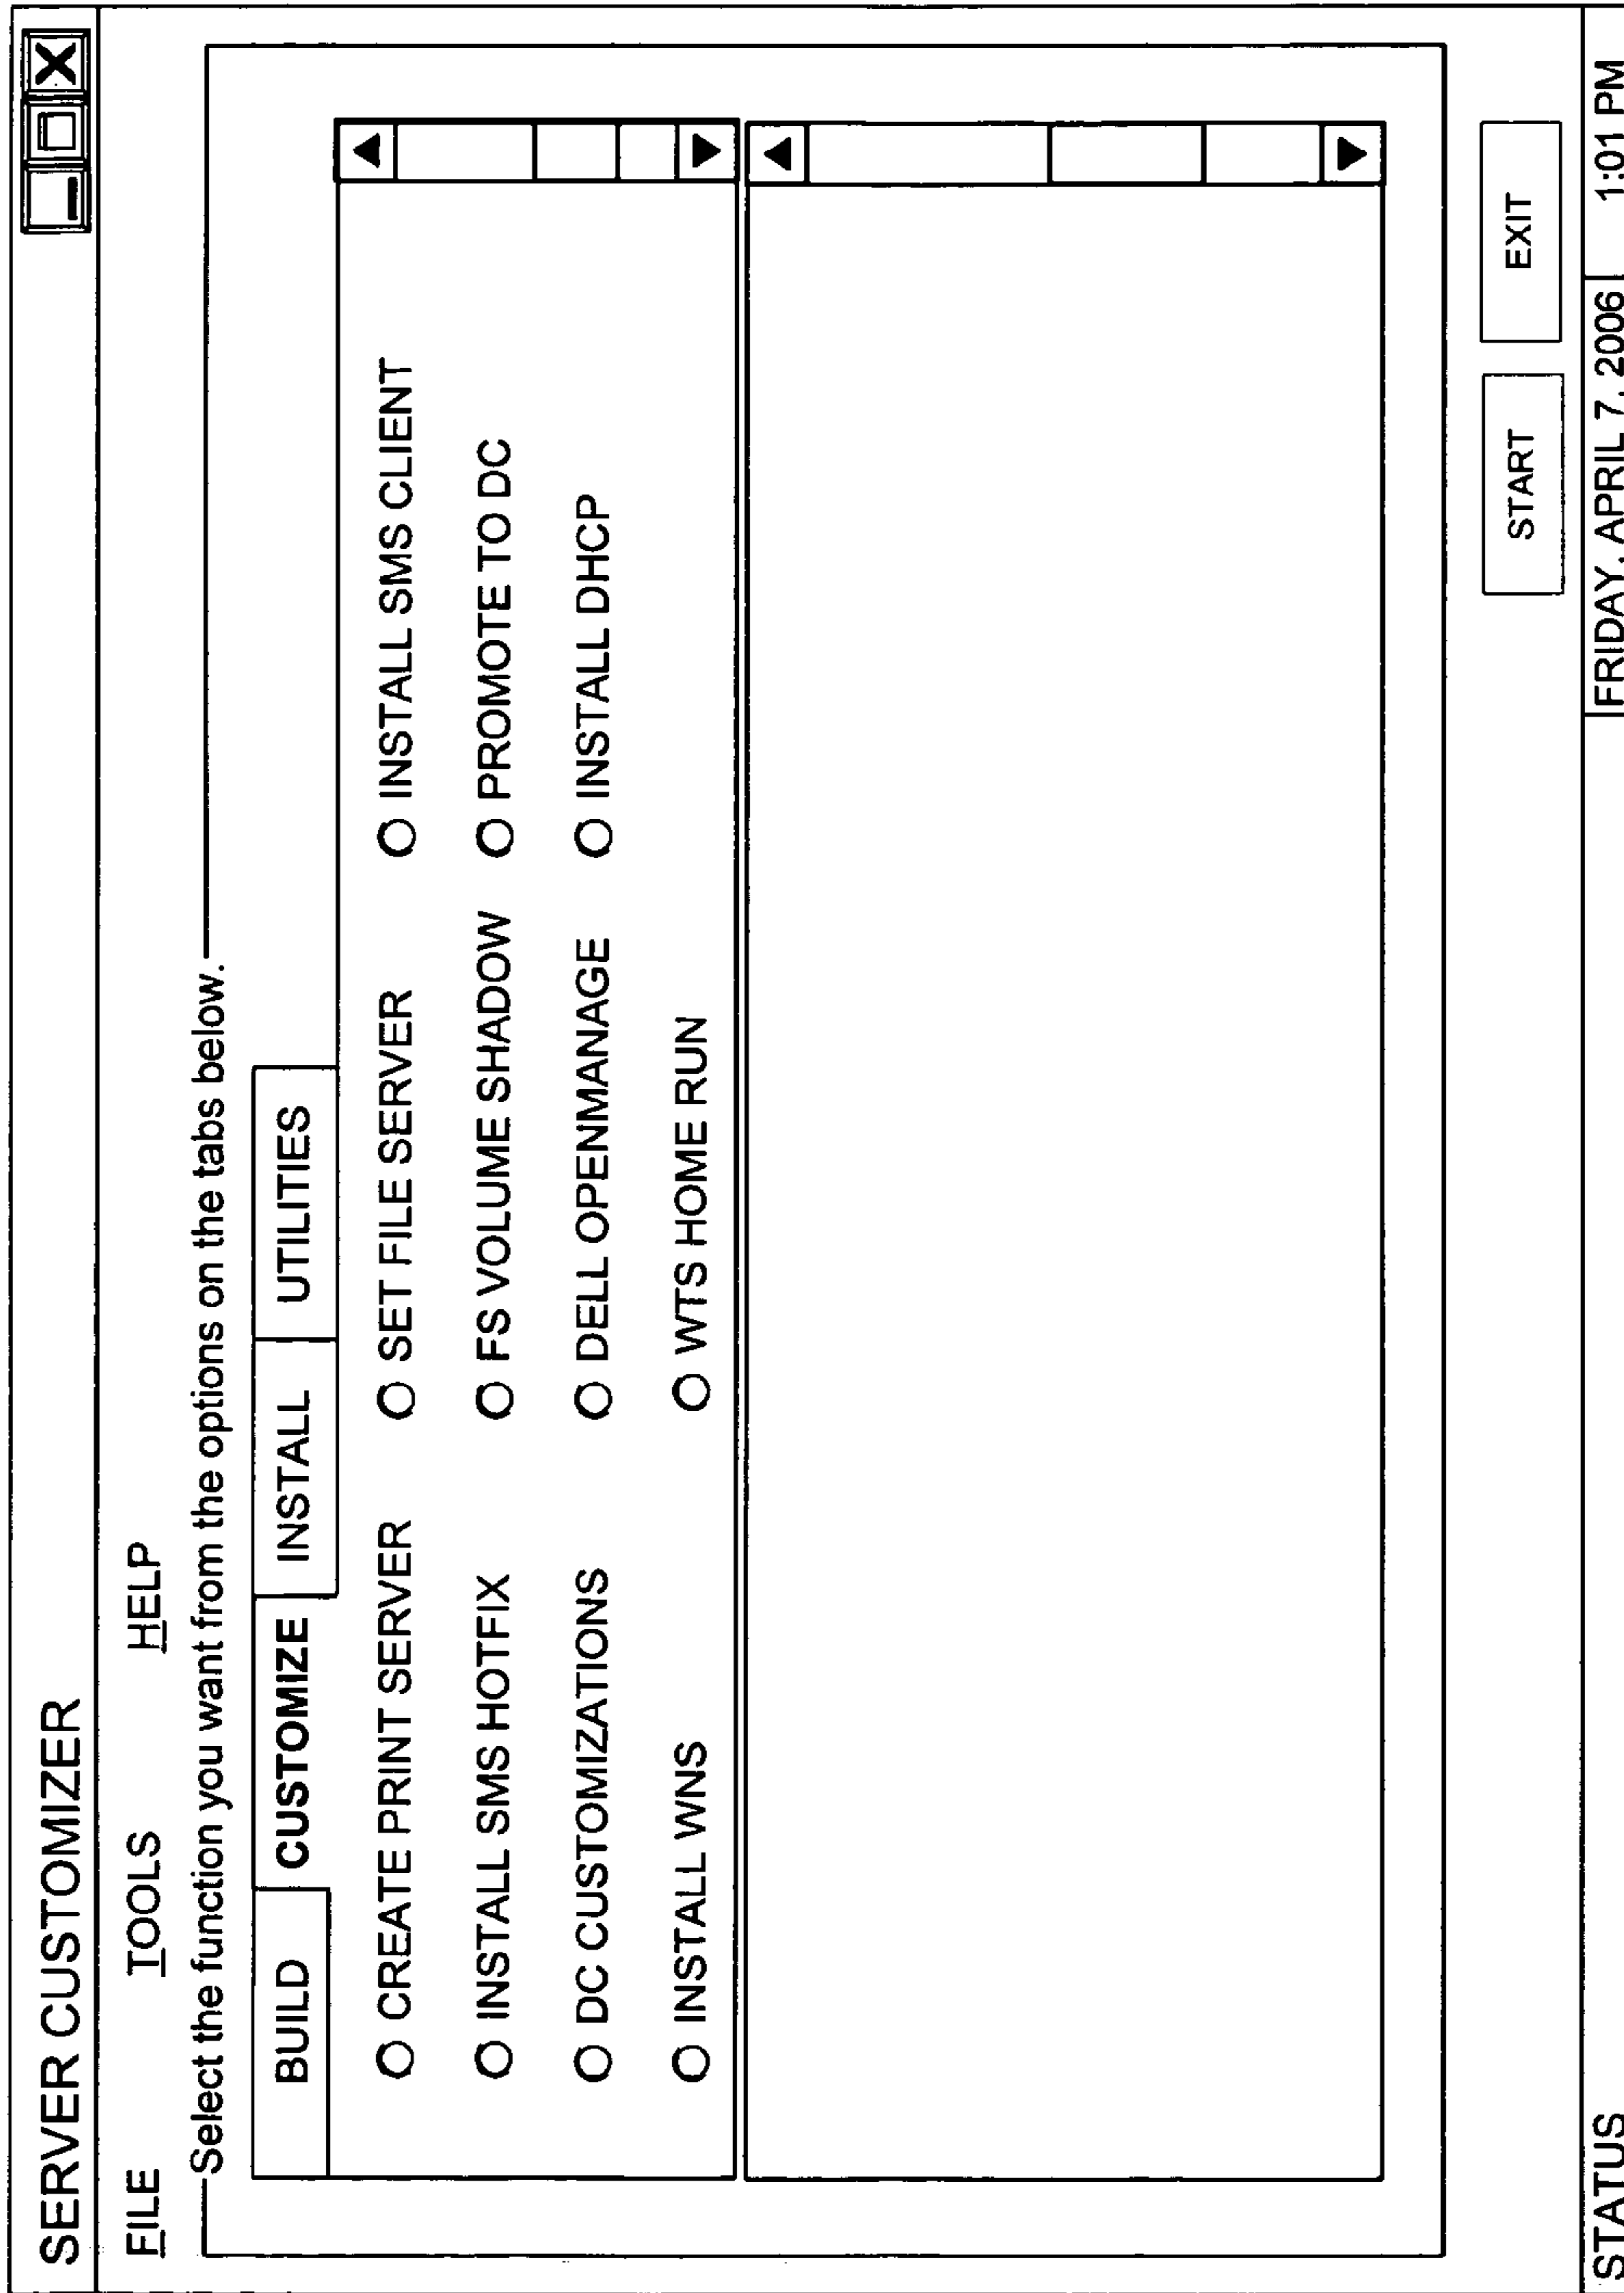 SERVER CUSTOMIZER
FILE TOOLS HELP
Select the function you want from the options on the tabs below.
BUILD CUSTOMIZE INSTALL UTILITIES
CREATE PRINT SERVER SET FILE SERVER INSTALL SMS CLIENT
INSTALL SMS HOTFIX FS VOLUME SHADOW PROMOTE TO DC
DC CUSTOMIZATIONS DELL OPENMANAGE INSTALL DHCP
INSTALL WNS WTS HOME RUN
START EXIT
STATUS FRIDAY, APRIL 7, 2006 1:01 PM